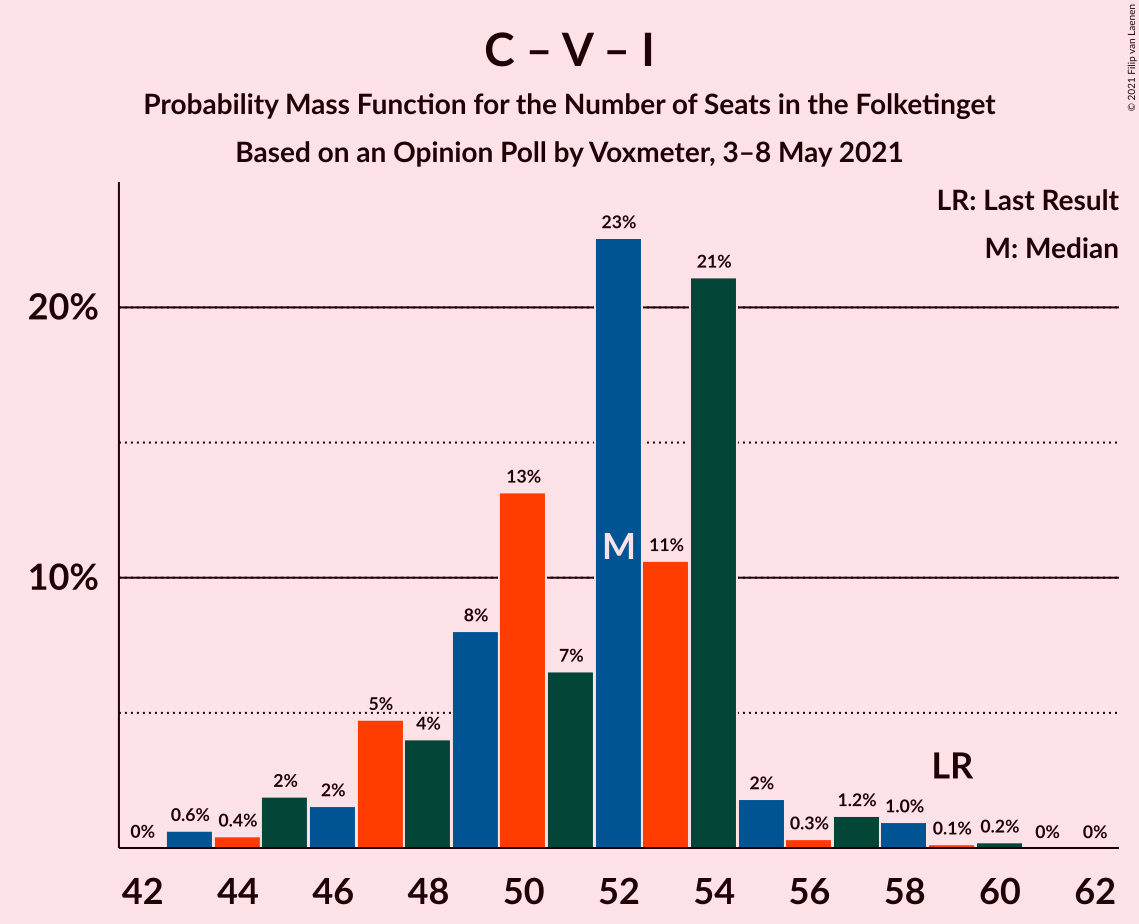 C – V – I
Probability Mass Function for the Number of Seats in the Folketinget
Based on an Opinion Poll by Voxmeter, 3–8 May 2021
© 2021 Filip van Laenen
LR: Last Result
M: Median
20%
10%
0%
0.6%
0.4%
2%
2%
5%
4%
8%
13%
7%
23%
M
11%
21%
2%
0.3%
1.2%
1.0%
LR
0.1%
0.2%
0%
0%
42 44 46 48 50 52 54 56 58 60 62